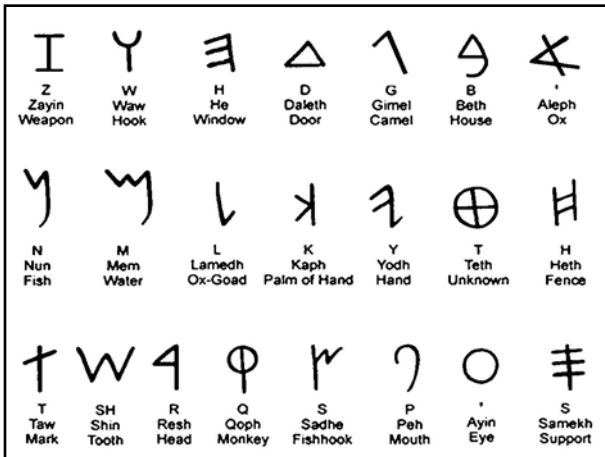 𐤀 𐤁 𐤂 𐤃 𐤄 𐤅 𐤆
Z W H D G B '
Zayin Waw He Daleth Gimel Beth Aleph
Weapon Hook Window Door Camel House Ox
𐤇 𐤈 𐤉 𐤊 𐤋 𐤌 𐤍
N M L K Y T H
Nun Mem Lamedh Kaph Yodh Teth Heth
Fish Water Ox-Goad Palm of Hand Hand Unknown Fence
𐤎 𐤏 𐤐 𐤑 𐤒 𐤓 𐤔 𐤕
T SH R Q S P ' S
Taw Shin Resh Qoph Sadhe Peh Ayin Samekh
Mark Tooth Head Monkey Fishhook Mouth Eye Support